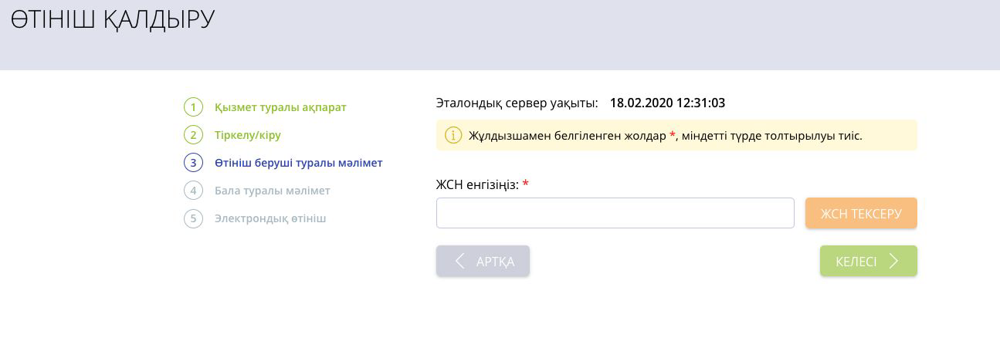 ӨТІНІШ ҚАЛДЫРУ
1 Қызмет туралы ақпарат
2 Тіркелу/кіру
3 Өтініш беруші туралы мәлімет
4 Бала туралы мәлімет
5 Электрондық өтініш
Эталондық сервер уақыты: 18.02.2020 12:31:03
Жұлдызшамен белгіленген жолдар *, міндетті түрде толтырылуы тиіс.
ЖСН енгізіңіз: *
ЖСН ТЕКСЕРУ
АРТҚА
КЕЛЕСІ